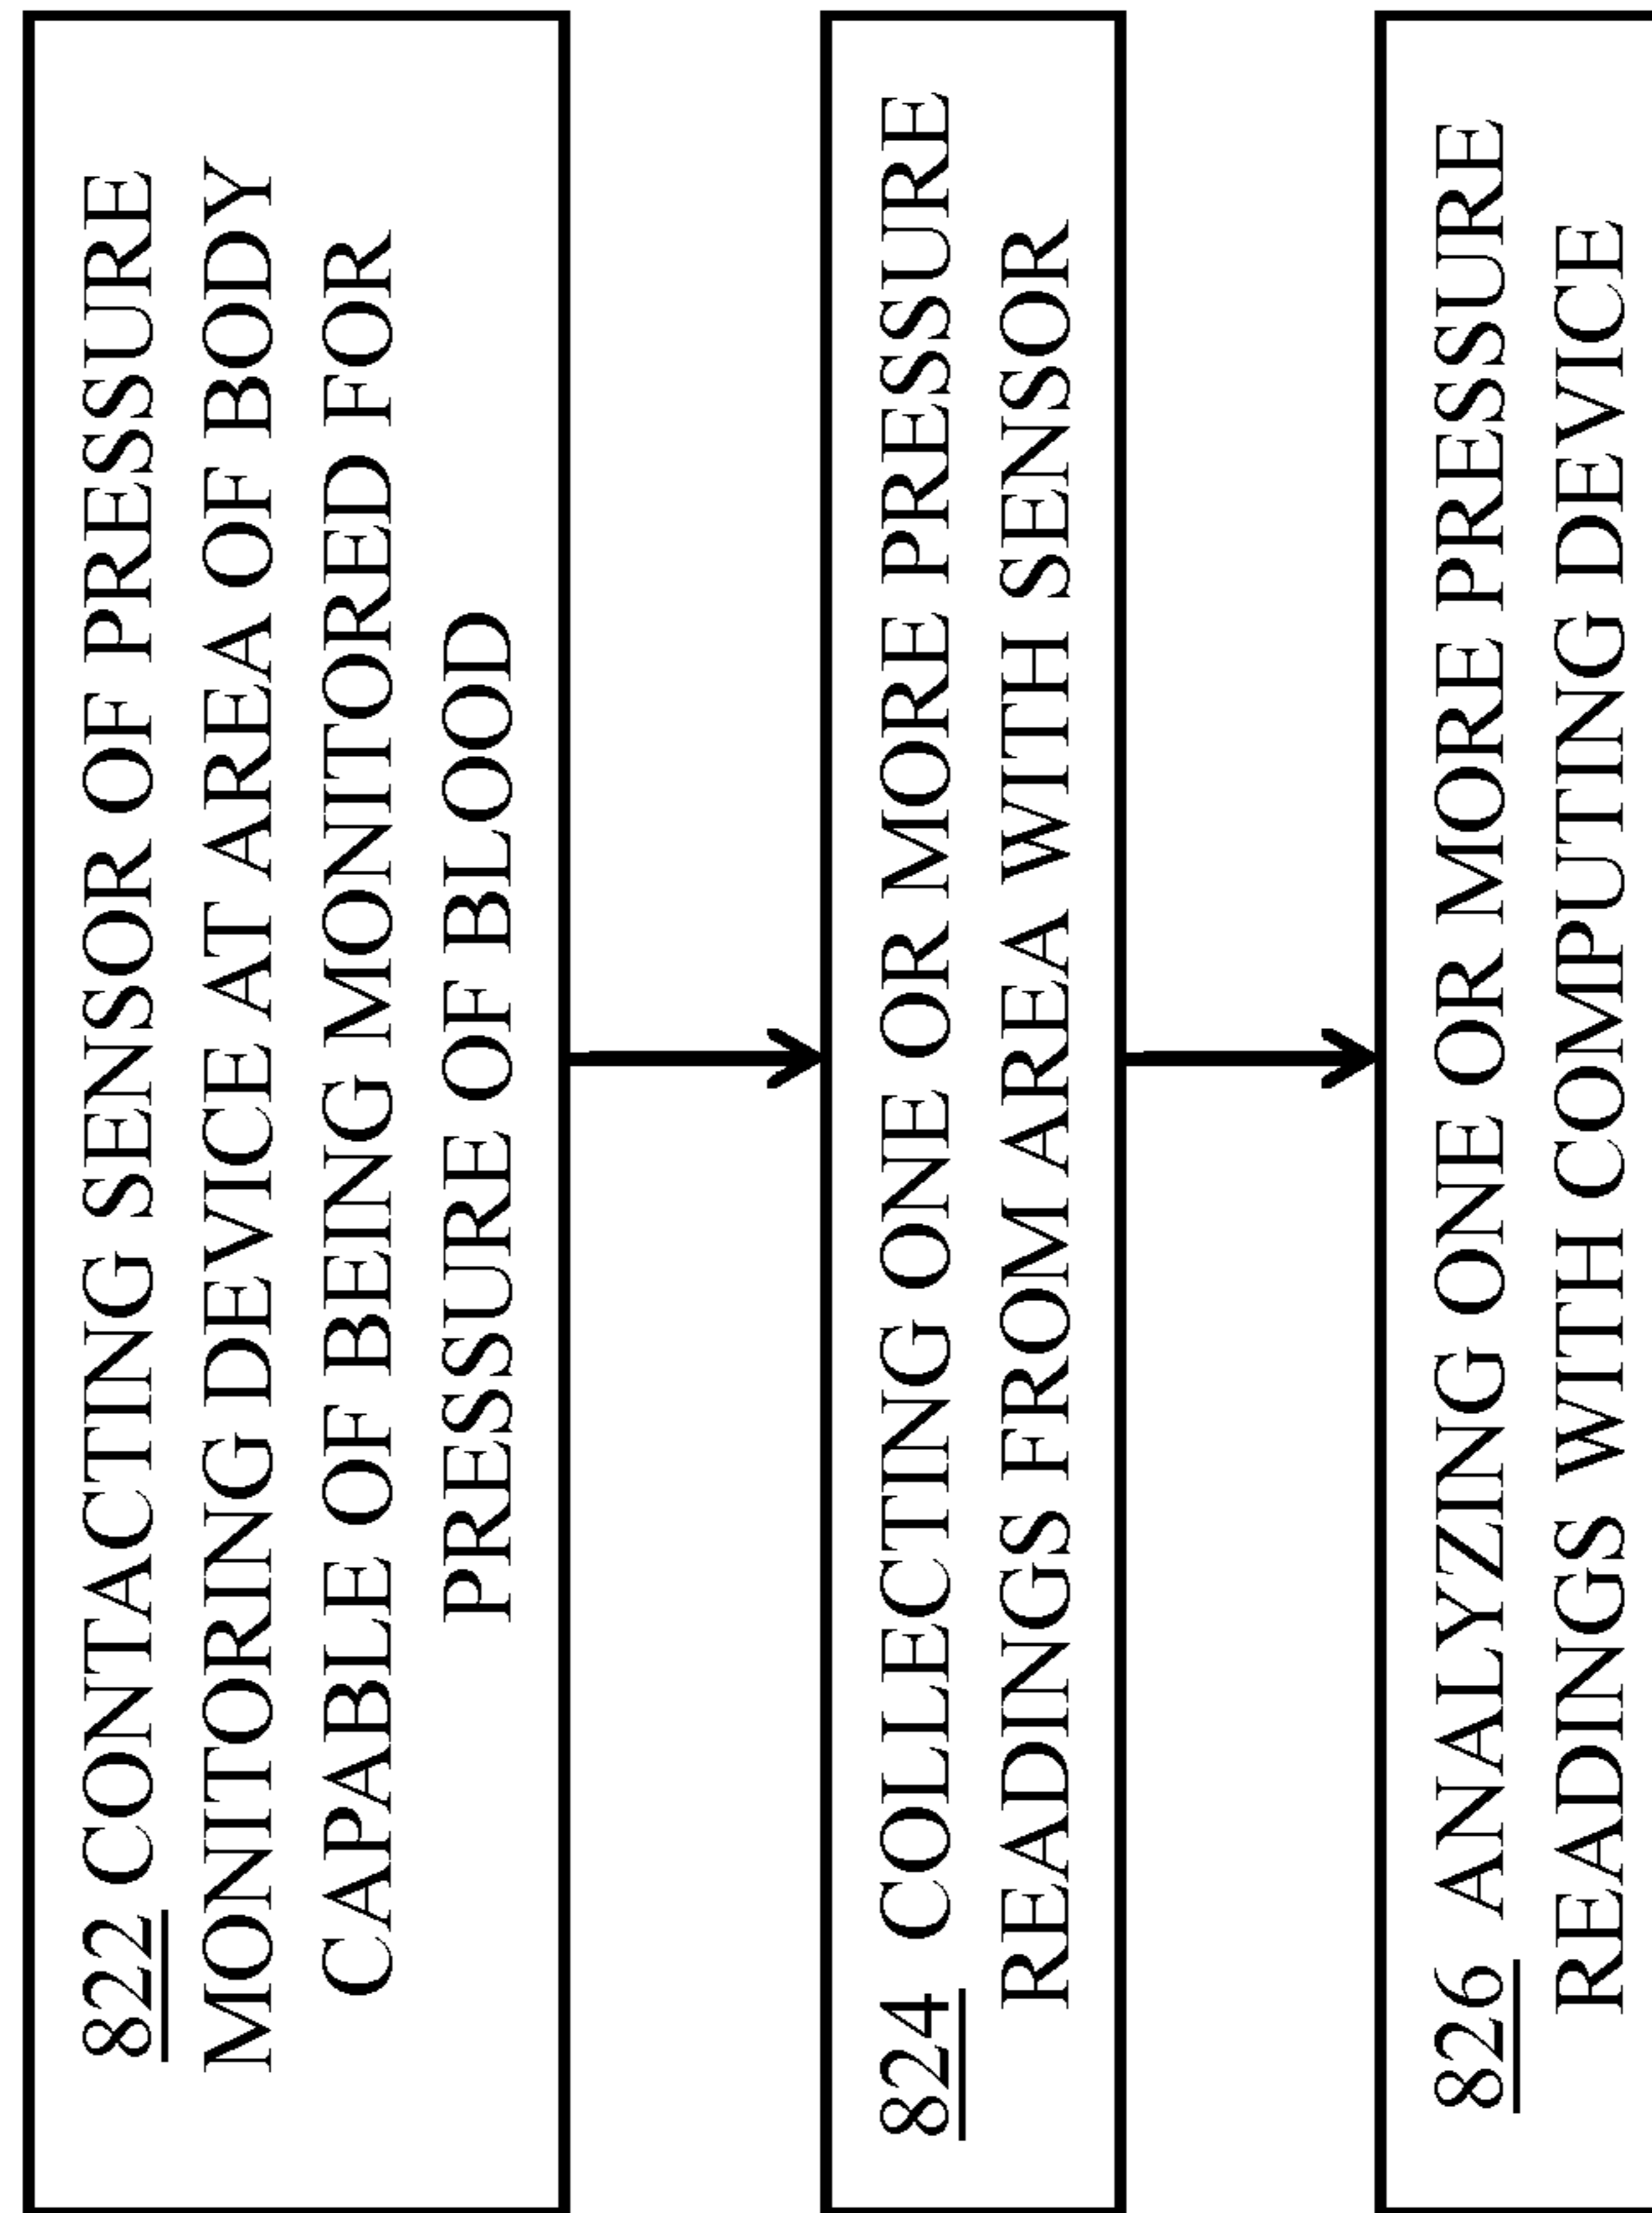 822 CONTACTING SENSOR OF PRESSURE
MONITORING DEVICE AT AREA OF BODY
CAPABLE OF BEING MONITORED FOR
PRESSURE OF BLOOD
824 COLLECTING ONE OR MORE PRESSURE
READINGS FROM AREA WITH SENSOR
826 ANALYZING ONE OR MORE PRESSURE
READINGS WITH COMPUTING DEVICE